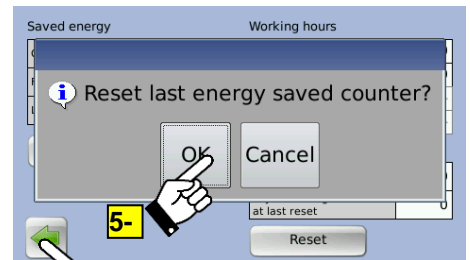 Saved energy
Working hours
Reset last energy saved counter?
OK
Cancel
5-
at last reset
0
Reset